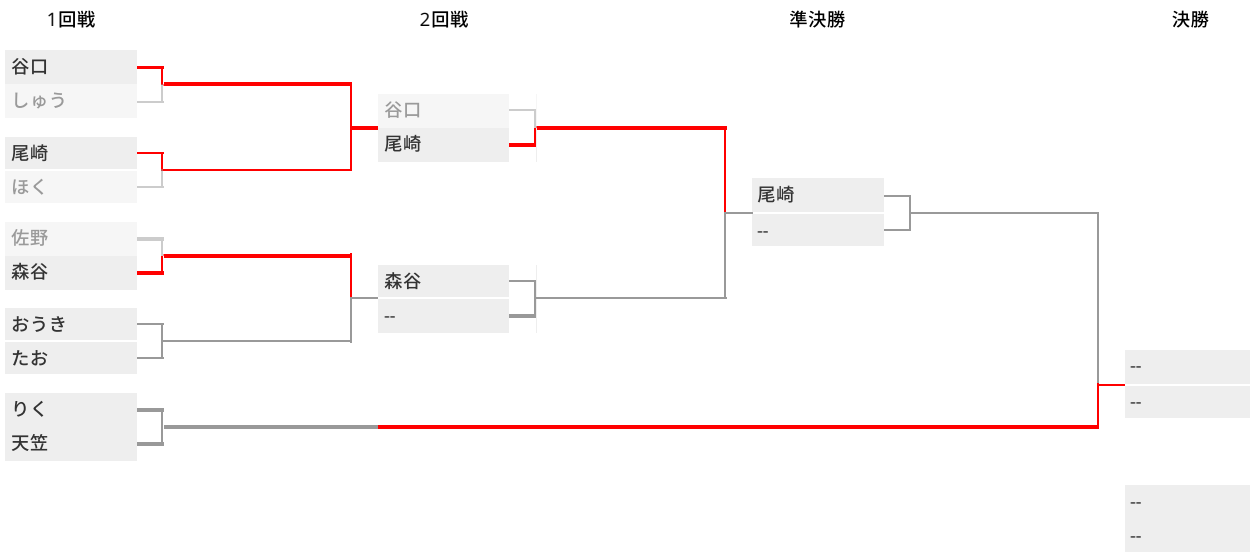 1回戦
2回戦
準決勝
決勝
谷口
しゅう
尾崎
ほく
佐野
森谷
おうき
たお
りく
天笠
谷口
尾崎
森谷
--
尾崎
--
--
--
--
--